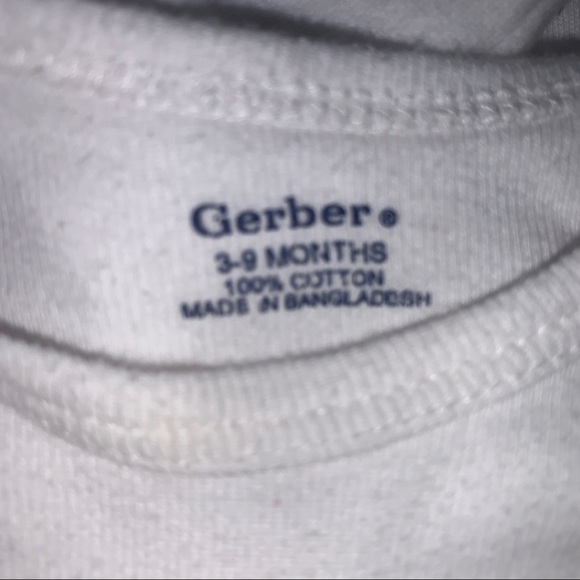 Gerber®
3-9 MONTHS
100% COTTON
MADE IN BANGLADESH